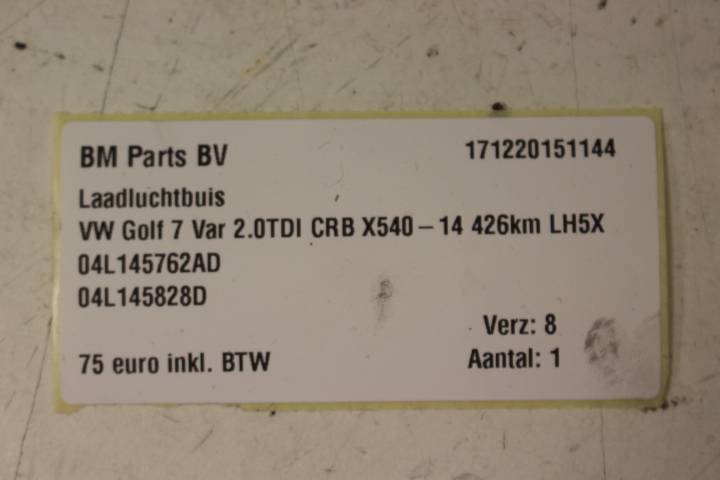 BM Parts BV 171220151144
Laadluchtbuis
VW Golf 7 Var 2.0TDI CRB X540 – 14 426km LH5X
04L145762AD
04L145828D
Verz: 8
75 euro inkl. BTW Aantal: 1